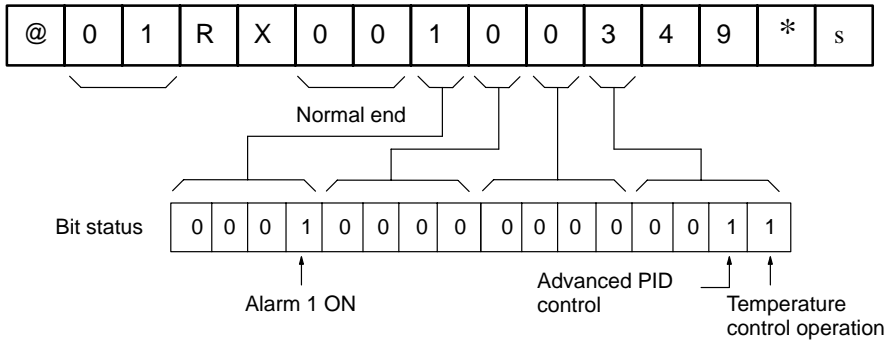 @ 0 1 R X 0 0 1 0 0 3 4 9 * s
Normal end
Bit status 0 0 0 1 0 0 0 0 0 0 0 0 0 0 1 1
Alarm 1 ON
Advanced PID
control
Temperature
control operation